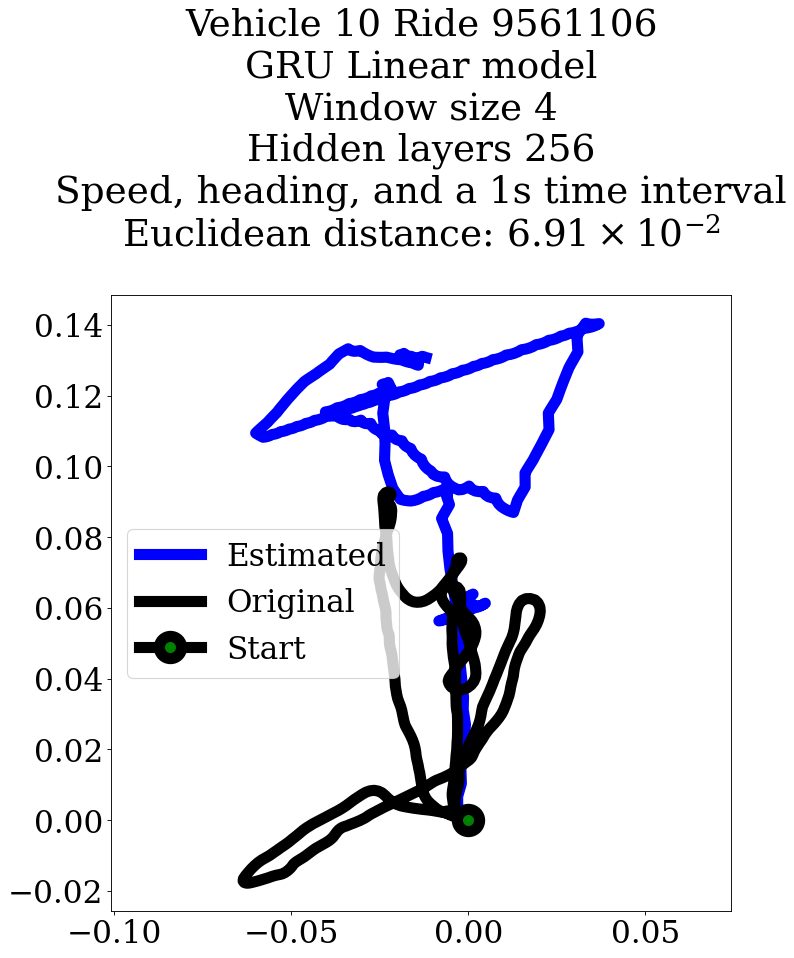 Vehicle 10 Ride 9561106
GRU Linear model
Window size 4
Hidden layers 256
Speed, heading, and a 1s time interval
Euclidean distance: 6.91 × 10⁻²
0.14
0.12
0.10
0.08
0.06
0.04
0.02
0.00
−0.02
Estimated
Original
Start
−0.10 −0.05 0.00 0.05